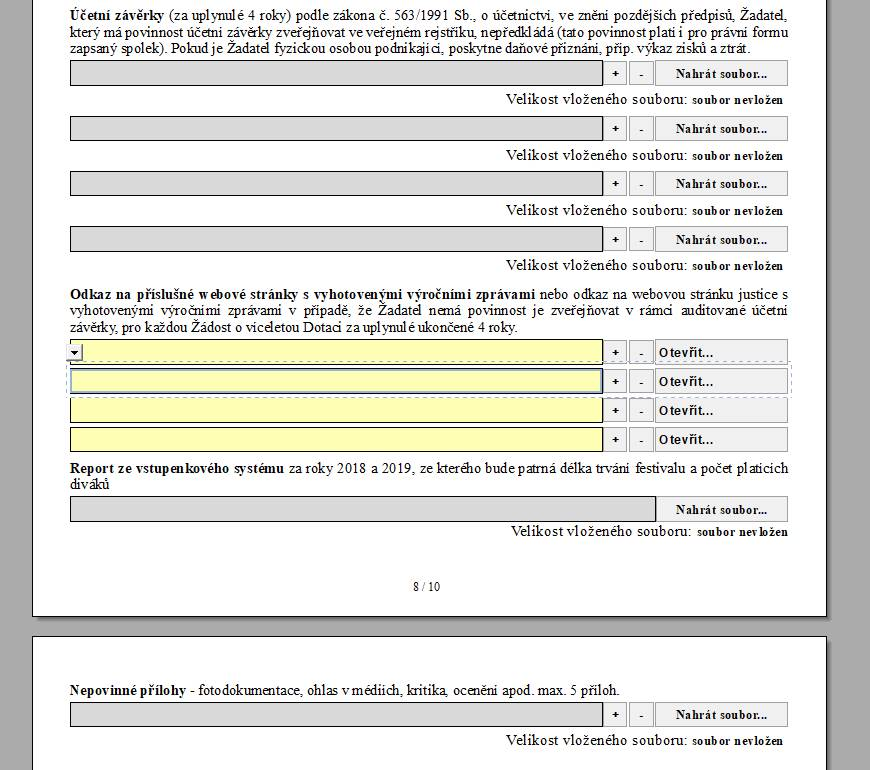 Účetní závěrky (za uplynulé 4 roky) podle zákona č. 563/1991 Sb., o účetnictví, ve znění pozdějších předpisů, Žadatel,
který má povinnost účetní závěrky zveřejňovat ve veřejném rejstříku, nepředkládá (tato povinnost platí i pro právní formu
zapsaný spolek). Pokud je Žadatel fyzickou osobou podnikající, poskytne daňové přiznání, příp. výkaz zisků a ztrát.
+ - Nahrát soubor...
Velikost vloženého souboru: soubor nevložen
+ - Nahrát soubor...
Velikost vloženého souboru: soubor nevložen
+ - Nahrát soubor...
Velikost vloženého souboru: soubor nevložen
+ - Nahrát soubor...
Velikost vloženého souboru: soubor nevložen
Odkaz na příslušné webové stránky s vyhotovenými výročními zprávami nebo odkaz na webovou stránku justice s
vyhotovenými výročními zprávami v případě, že Žadatel nemá povinnost je zveřejňovat v rámci auditované účetní
závěrky, pro každou Žádost o víceletou Dotaci za uplynulé ukončené 4 roky.
+ - Otevřít...
+ - Otevřít...
+ - Otevřít...
+ - Otevřít...
Report ze vstupenkového systému za roky 2018 a 2019, ze kterého bude patrná délka trvání festivalu a počet platících
diváků
Nahrát soubor...
Velikost vloženého souboru: soubor nevložen
8 / 10
Nepovinné přílohy - fotodokumentace, ohlas v médiích, kritika, ocenění apod. max. 5 příloh.
+ - Nahrát soubor...
Velikost vloženého souboru: soubor nevložen